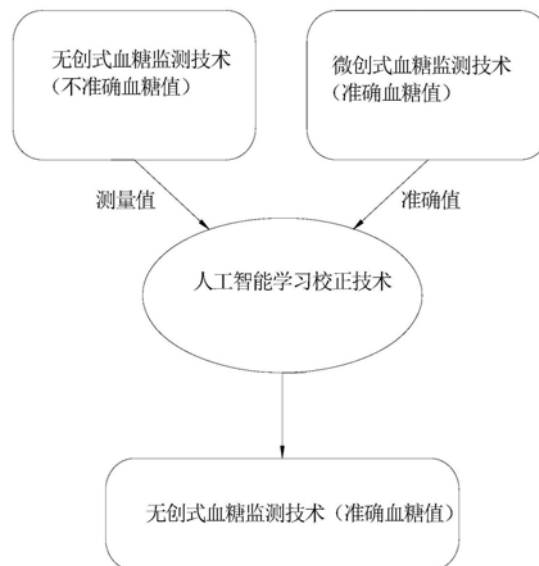 无创式血糖监测技术
（不准确血糖值）
微创式血糖监测技术
（准确血糖值）
测量值
准确值
人工智能学习校正技术
无创式血糖监测技术（准确血糖值）